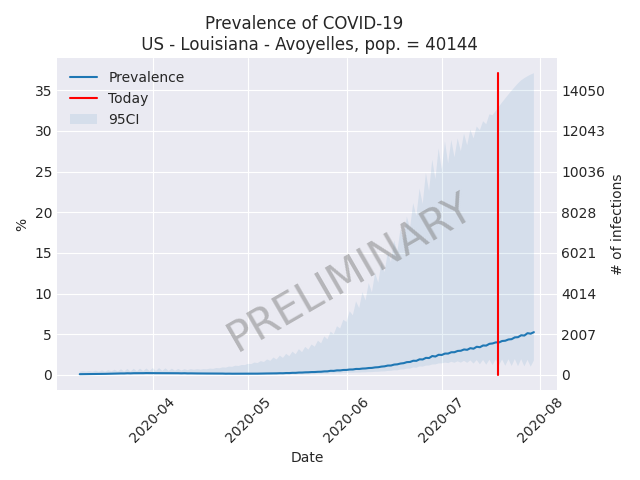 Prevalence of COVID-19
US - Louisiana - Avoyelles, pop. = 40144
Prevalence
Today
95CI
35
30
25
20
15
10
5
0
%
14050
12043
10036
8028
6021
4014
2007
0
# of infections
PRELIMINARY
2020-04
2020-05
2020-06
2020-07
2020-08
Date